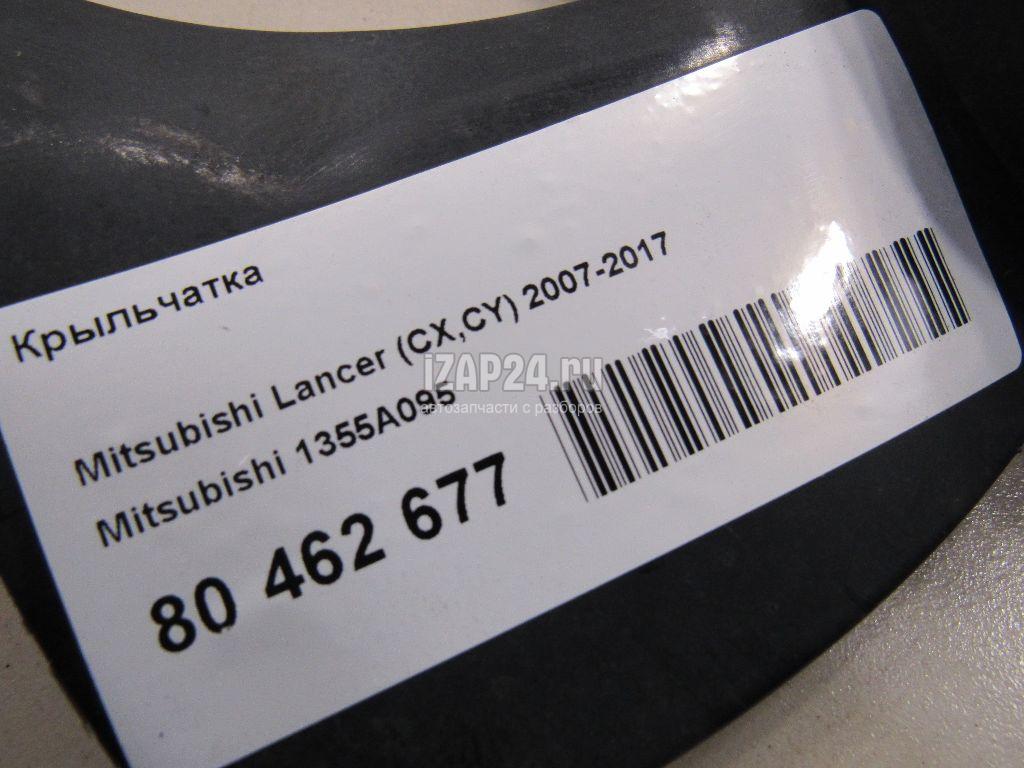 Крыльчатка
Mitsubishi Lancer (CX,CY) 2007-2017
Mitsubishi 1355A095
80 462 677
iZAP24.ru
автозапчасти с разборов